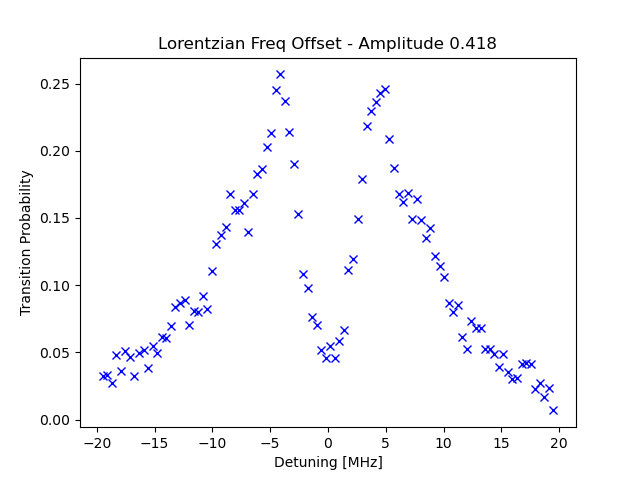 Lorentzian Freq Offset - Amplitude 0.418
0.25
0.20
0.15
0.10
0.05
0.00
Transition Probability
−20 −15 −10 −5 0 5 10 15 20
Detuning [MHz]